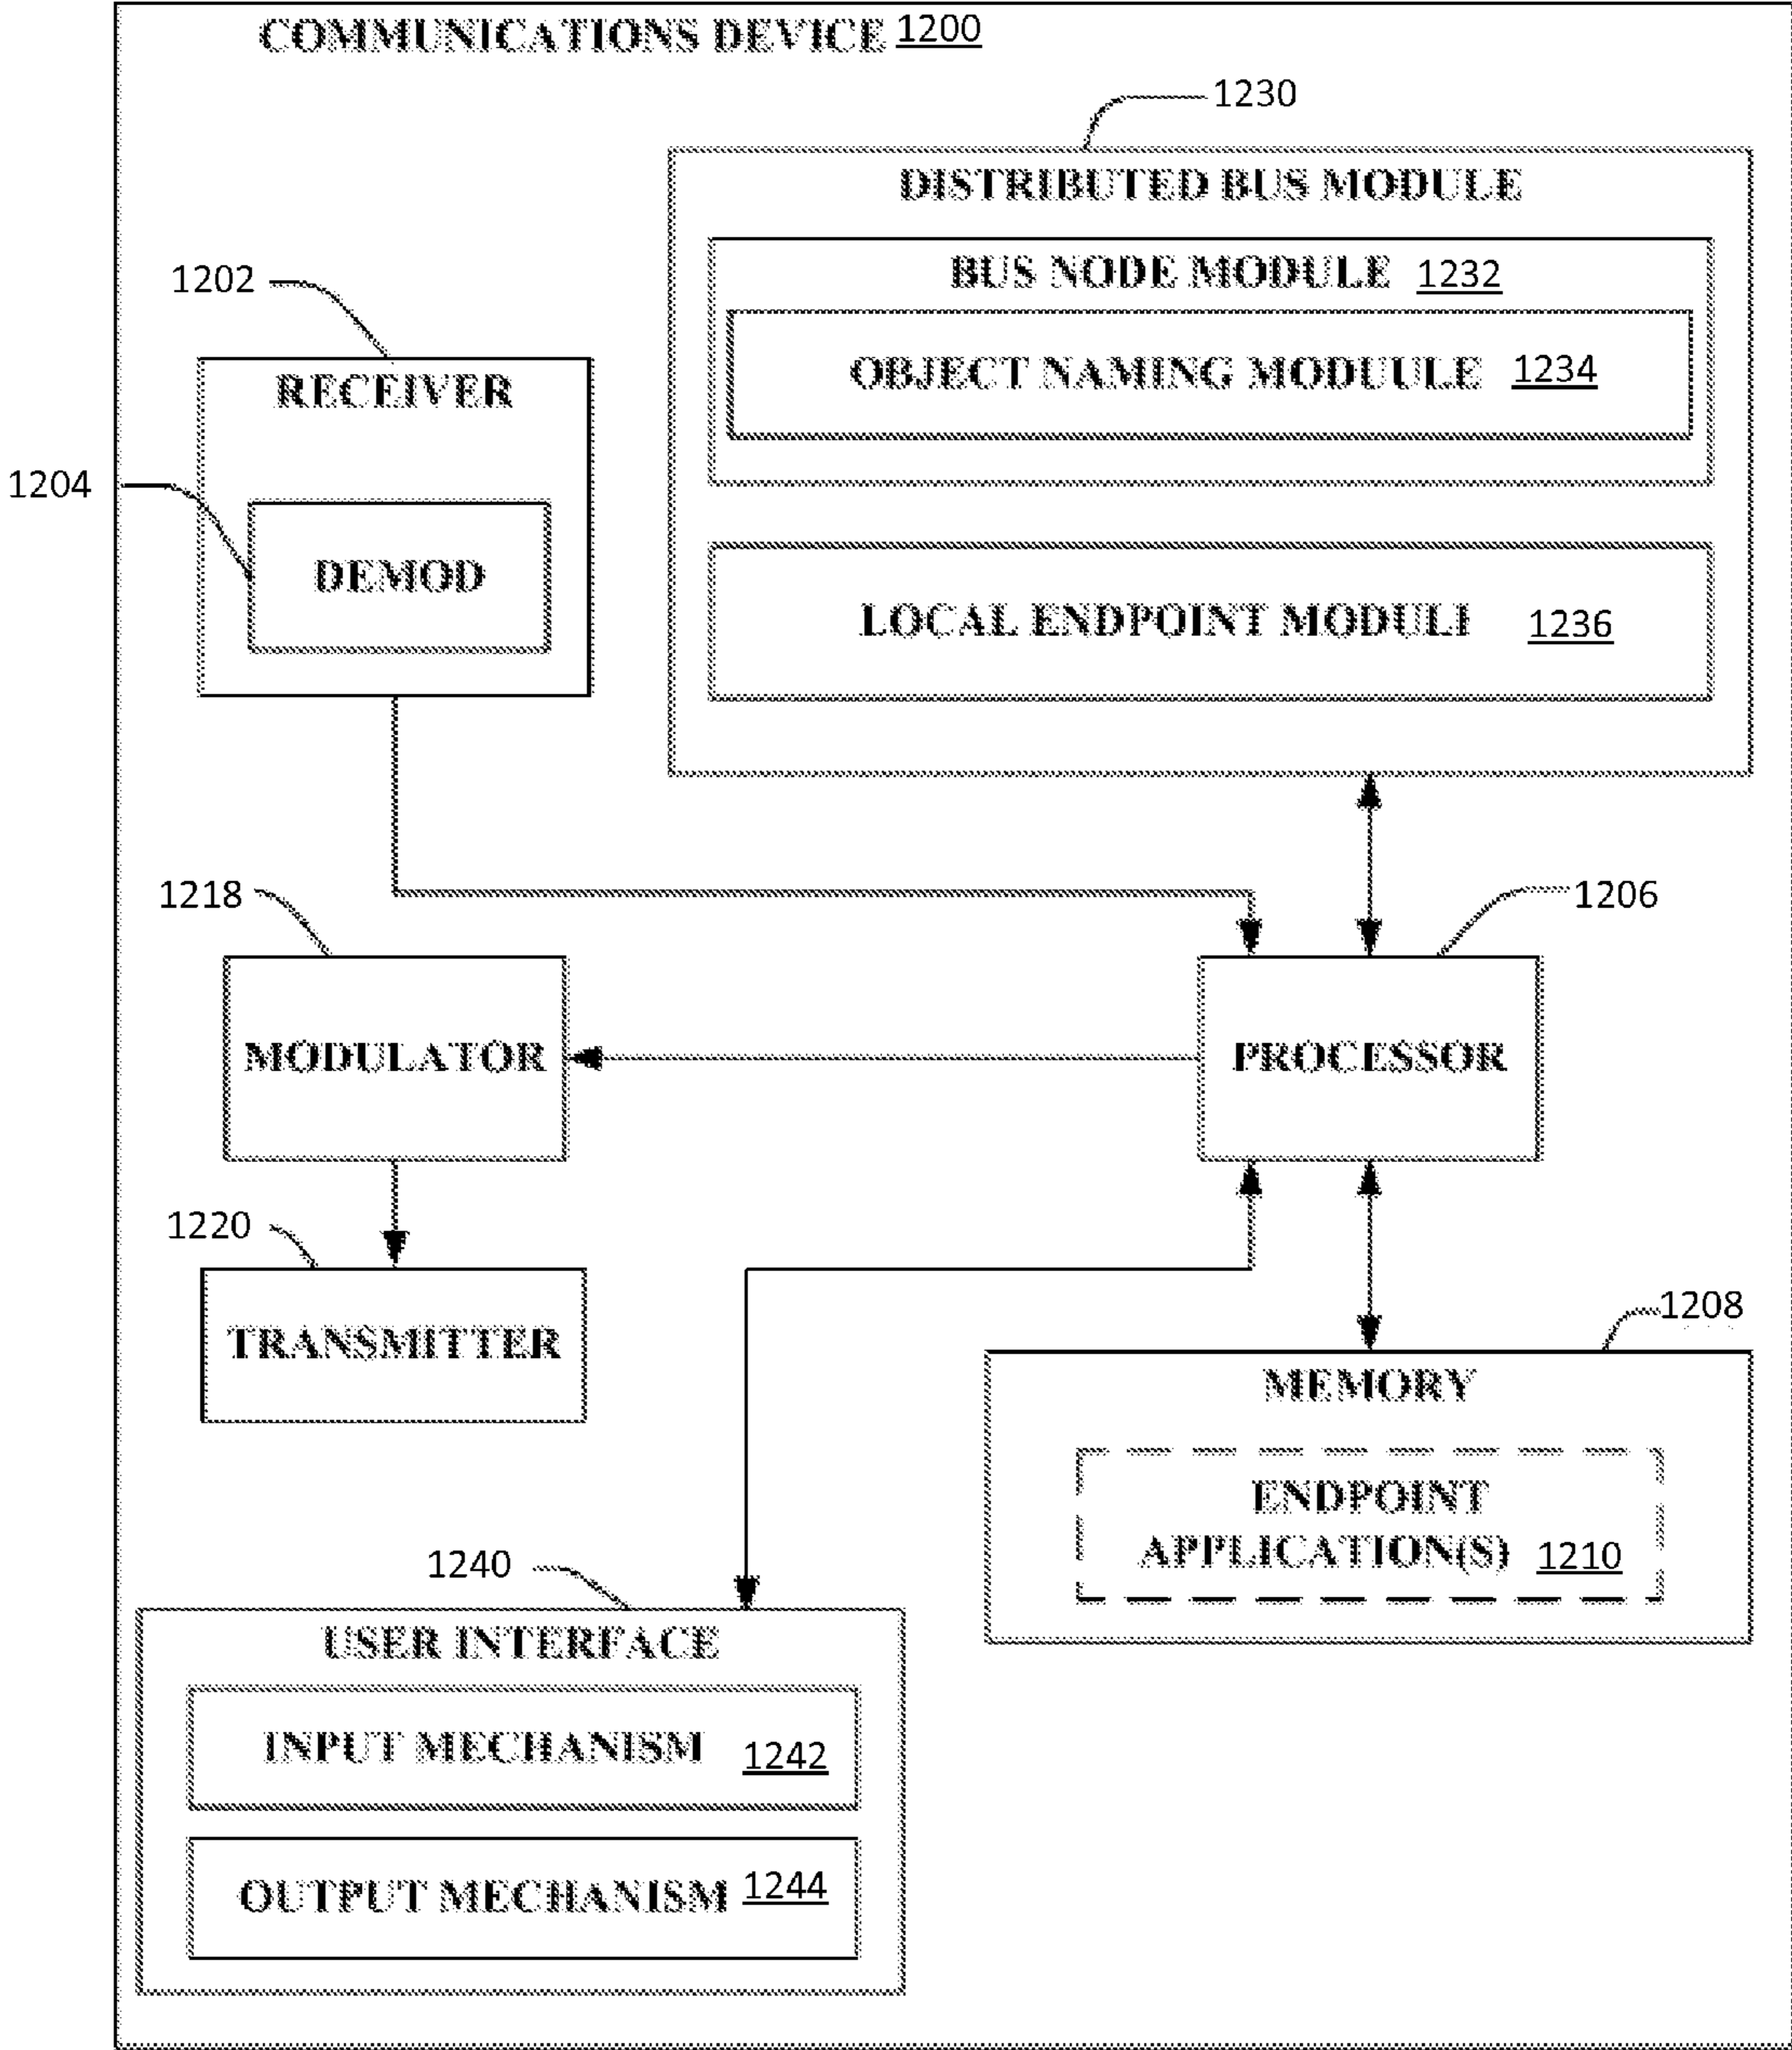 COMMUNICATIONS DEVICE 1200
1230
DISTRIBUTED BUS MODULE
BUS NODE MODULE 1232
1202
OBJECT NAMING MODUULE 1234
RECEIVER
1204
DEMOD
LOCAL ENDPOINT MODULI 1236
1218
1206
MODULATOR
PROCESSOR
1220
TRANSMITTER
1208
MEMORY
ENDPOINT
APPLICATION(S) 1210
1240
USER INTERFACE
INPUT MECHANISM 1242
OUTPUT MECHANISM 1244